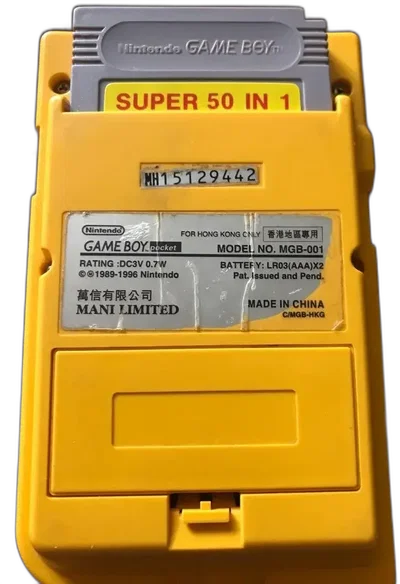 Nintendo GAME BOY TM
SUPER 50 IN 1
MH15129442
Nintendo
GAME BOY pocket
FOR HONG KONG ONLY 香港地區專用
MODEL NO. MGB-001
RATING :DC3V 0.7W
BATTERY: LR03(AAA)X2
©®1989-1996 Nintendo
Pat. Issued and Pend.
萬信有限公司
MANI LIMITED
MADE IN CHINA
C/MGB-HKG